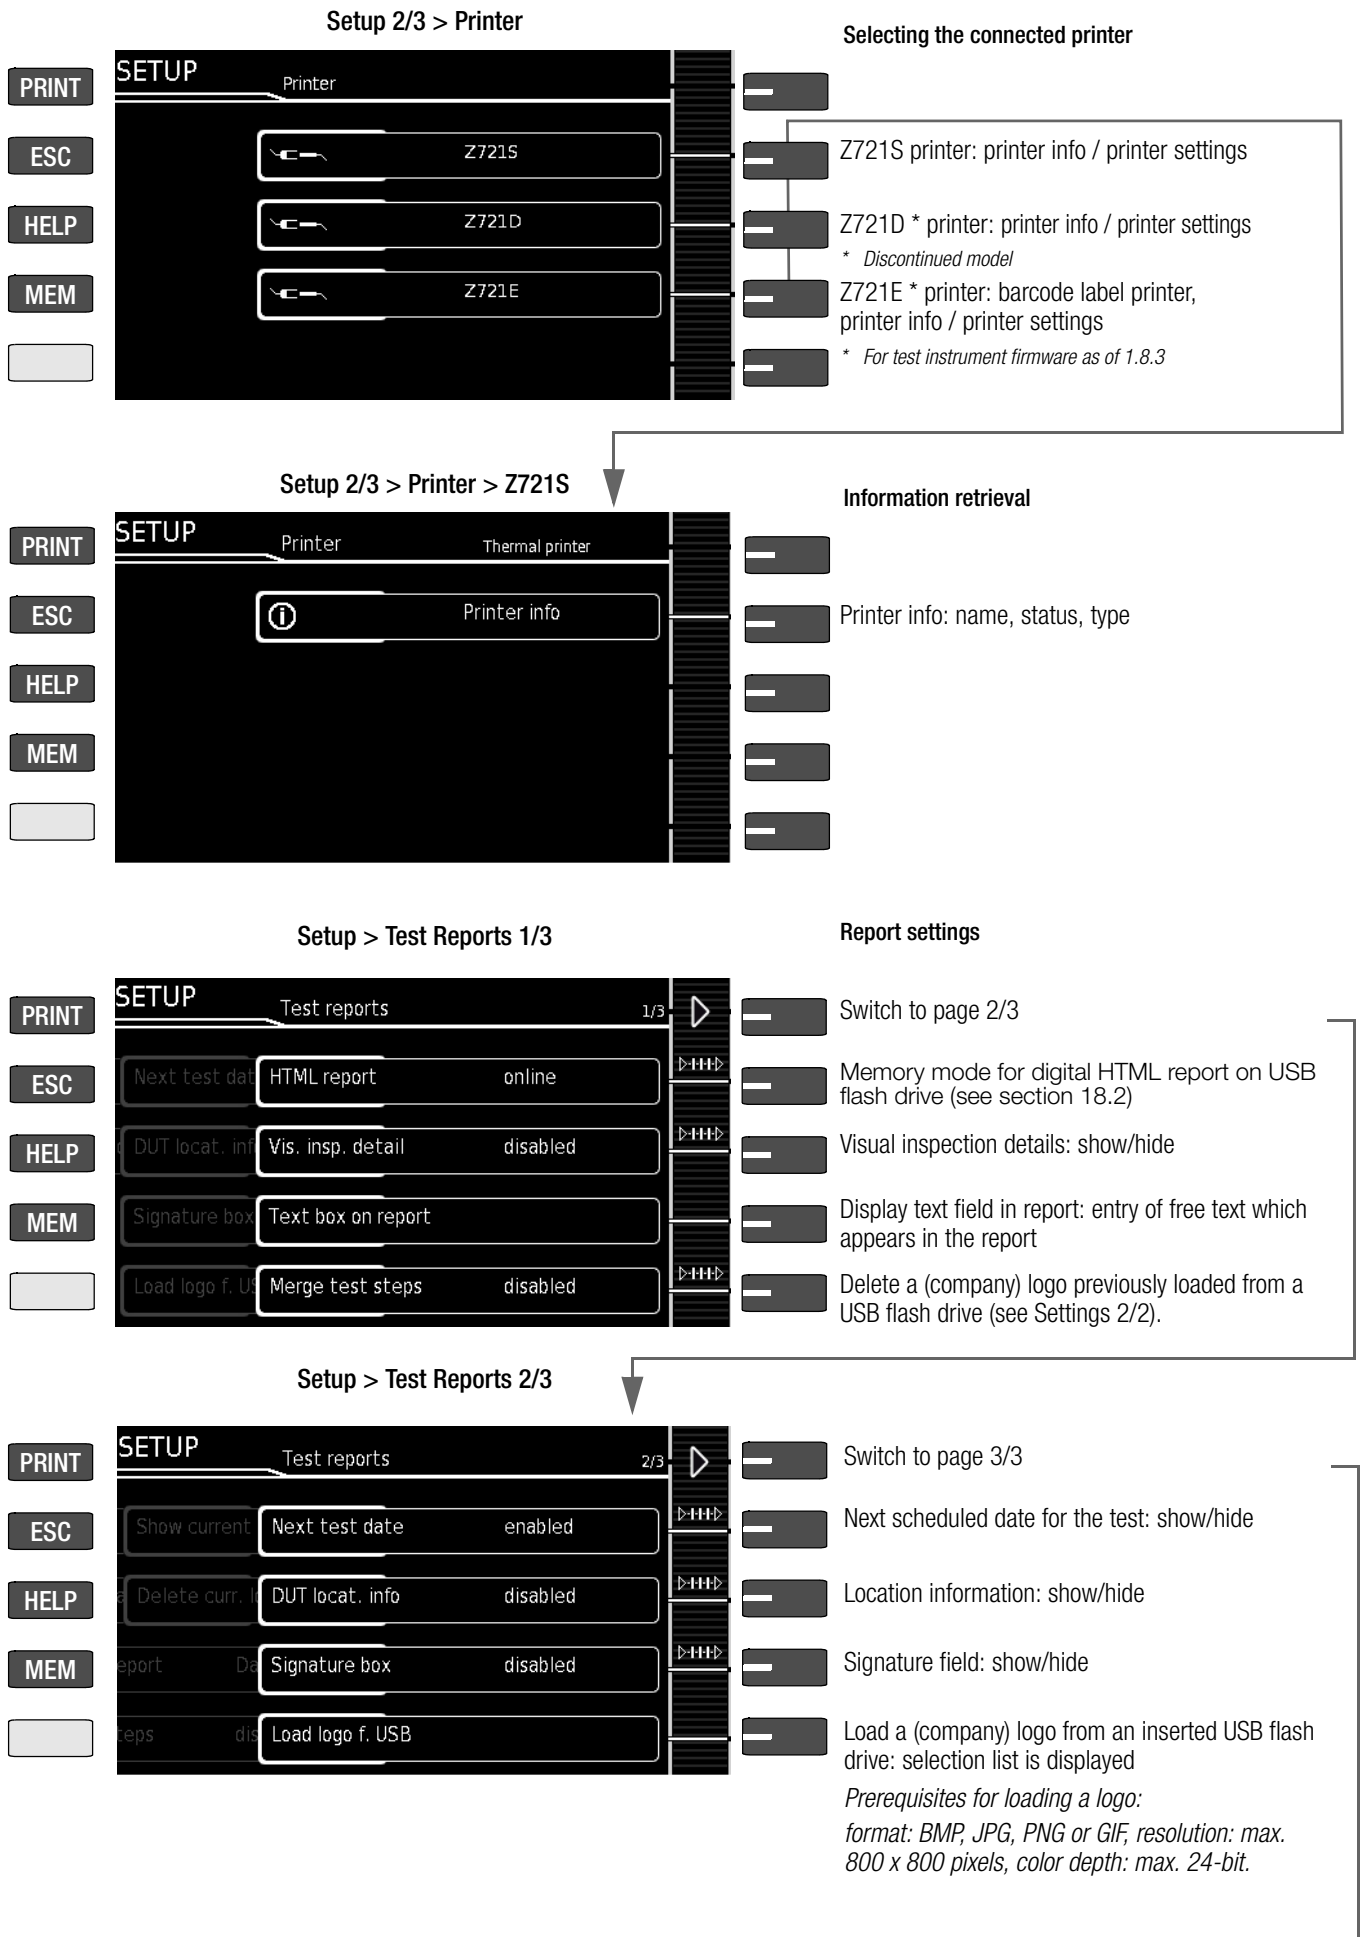 Setup 2/3 > Printer
Selecting the connected printer
SETUP
Printer
PRINT
ESC
HELP
MEM
Z721S
Z721D
Z721E
Z721S printer: printer info / printer settings
Z721D * printer: printer info / printer settings
* Discontinued model
Z721E * printer: barcode label printer,
printer info / printer settings
* For test instrument firmware as of 1.8.3
Setup 2/3 > Printer > Z721S
Information retrieval
SETUP
Printer
Thermal printer
PRINT
ESC
HELP
MEM
Printer info
Printer info: name, status, type
Setup > Test Reports 1/3
Report settings
SETUP
Test reports
1/3
PRINT
Switch to page 2/3
ESC
Next test dat
HTML report online
Memory mode for digital HTML report on USB
flash drive (see section 18.2)
HELP
DUT locat. inf
Vis. insp. detail disabled
Visual inspection details: show/hide
MEM
Signature box
Text box on report
Display text field in report: entry of free text which
appears in the report
Load logo f. US
Merge test steps disabled
Delete a (company) logo previously loaded from a
USB flash drive (see Settings 2/2).
Setup > Test Reports 2/3
SETUP
Test reports
2/3
PRINT
Switch to page 3/3
ESC
Show current
Next test date enabled
Next scheduled date for the test: show/hide
HELP
Delete curr. l
DUT locat. info disabled
Location information: show/hide
MEM
eport Da
Signature box disabled
Signature field: show/hide
teps dis
Load logo f. USB
Load a (company) logo from an inserted USB flash
drive: selection list is displayed
Prerequisites for loading a logo:
format: BMP, JPG, PNG or GIF, resolution: max.
800 x 800 pixels, color depth: max. 24-bit.